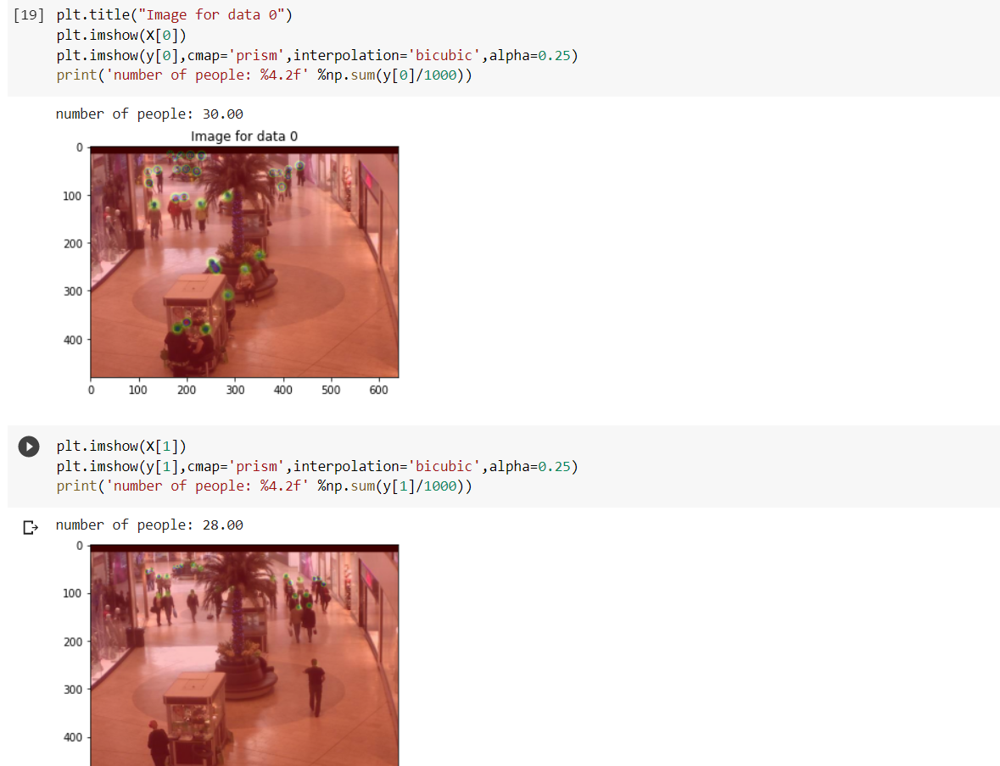 [19] plt.title("Image for data 0")
plt.imshow(X[0])
plt.imshow(y[0],cmap='prism',interpolation='bicubic',alpha=0.25)
print('number of people: %4.2f' %np.sum(y[0]/1000))
number of people: 30.00
Image for data 0
0
100
200
300
400
0 100 200 300 400 500 600
plt.imshow(X[1])
plt.imshow(y[1],cmap='prism',interpolation='bicubic',alpha=0.25)
print('number of people: %4.2f' %np.sum(y[1]/1000))
number of people: 28.00
0
100
200
300
400